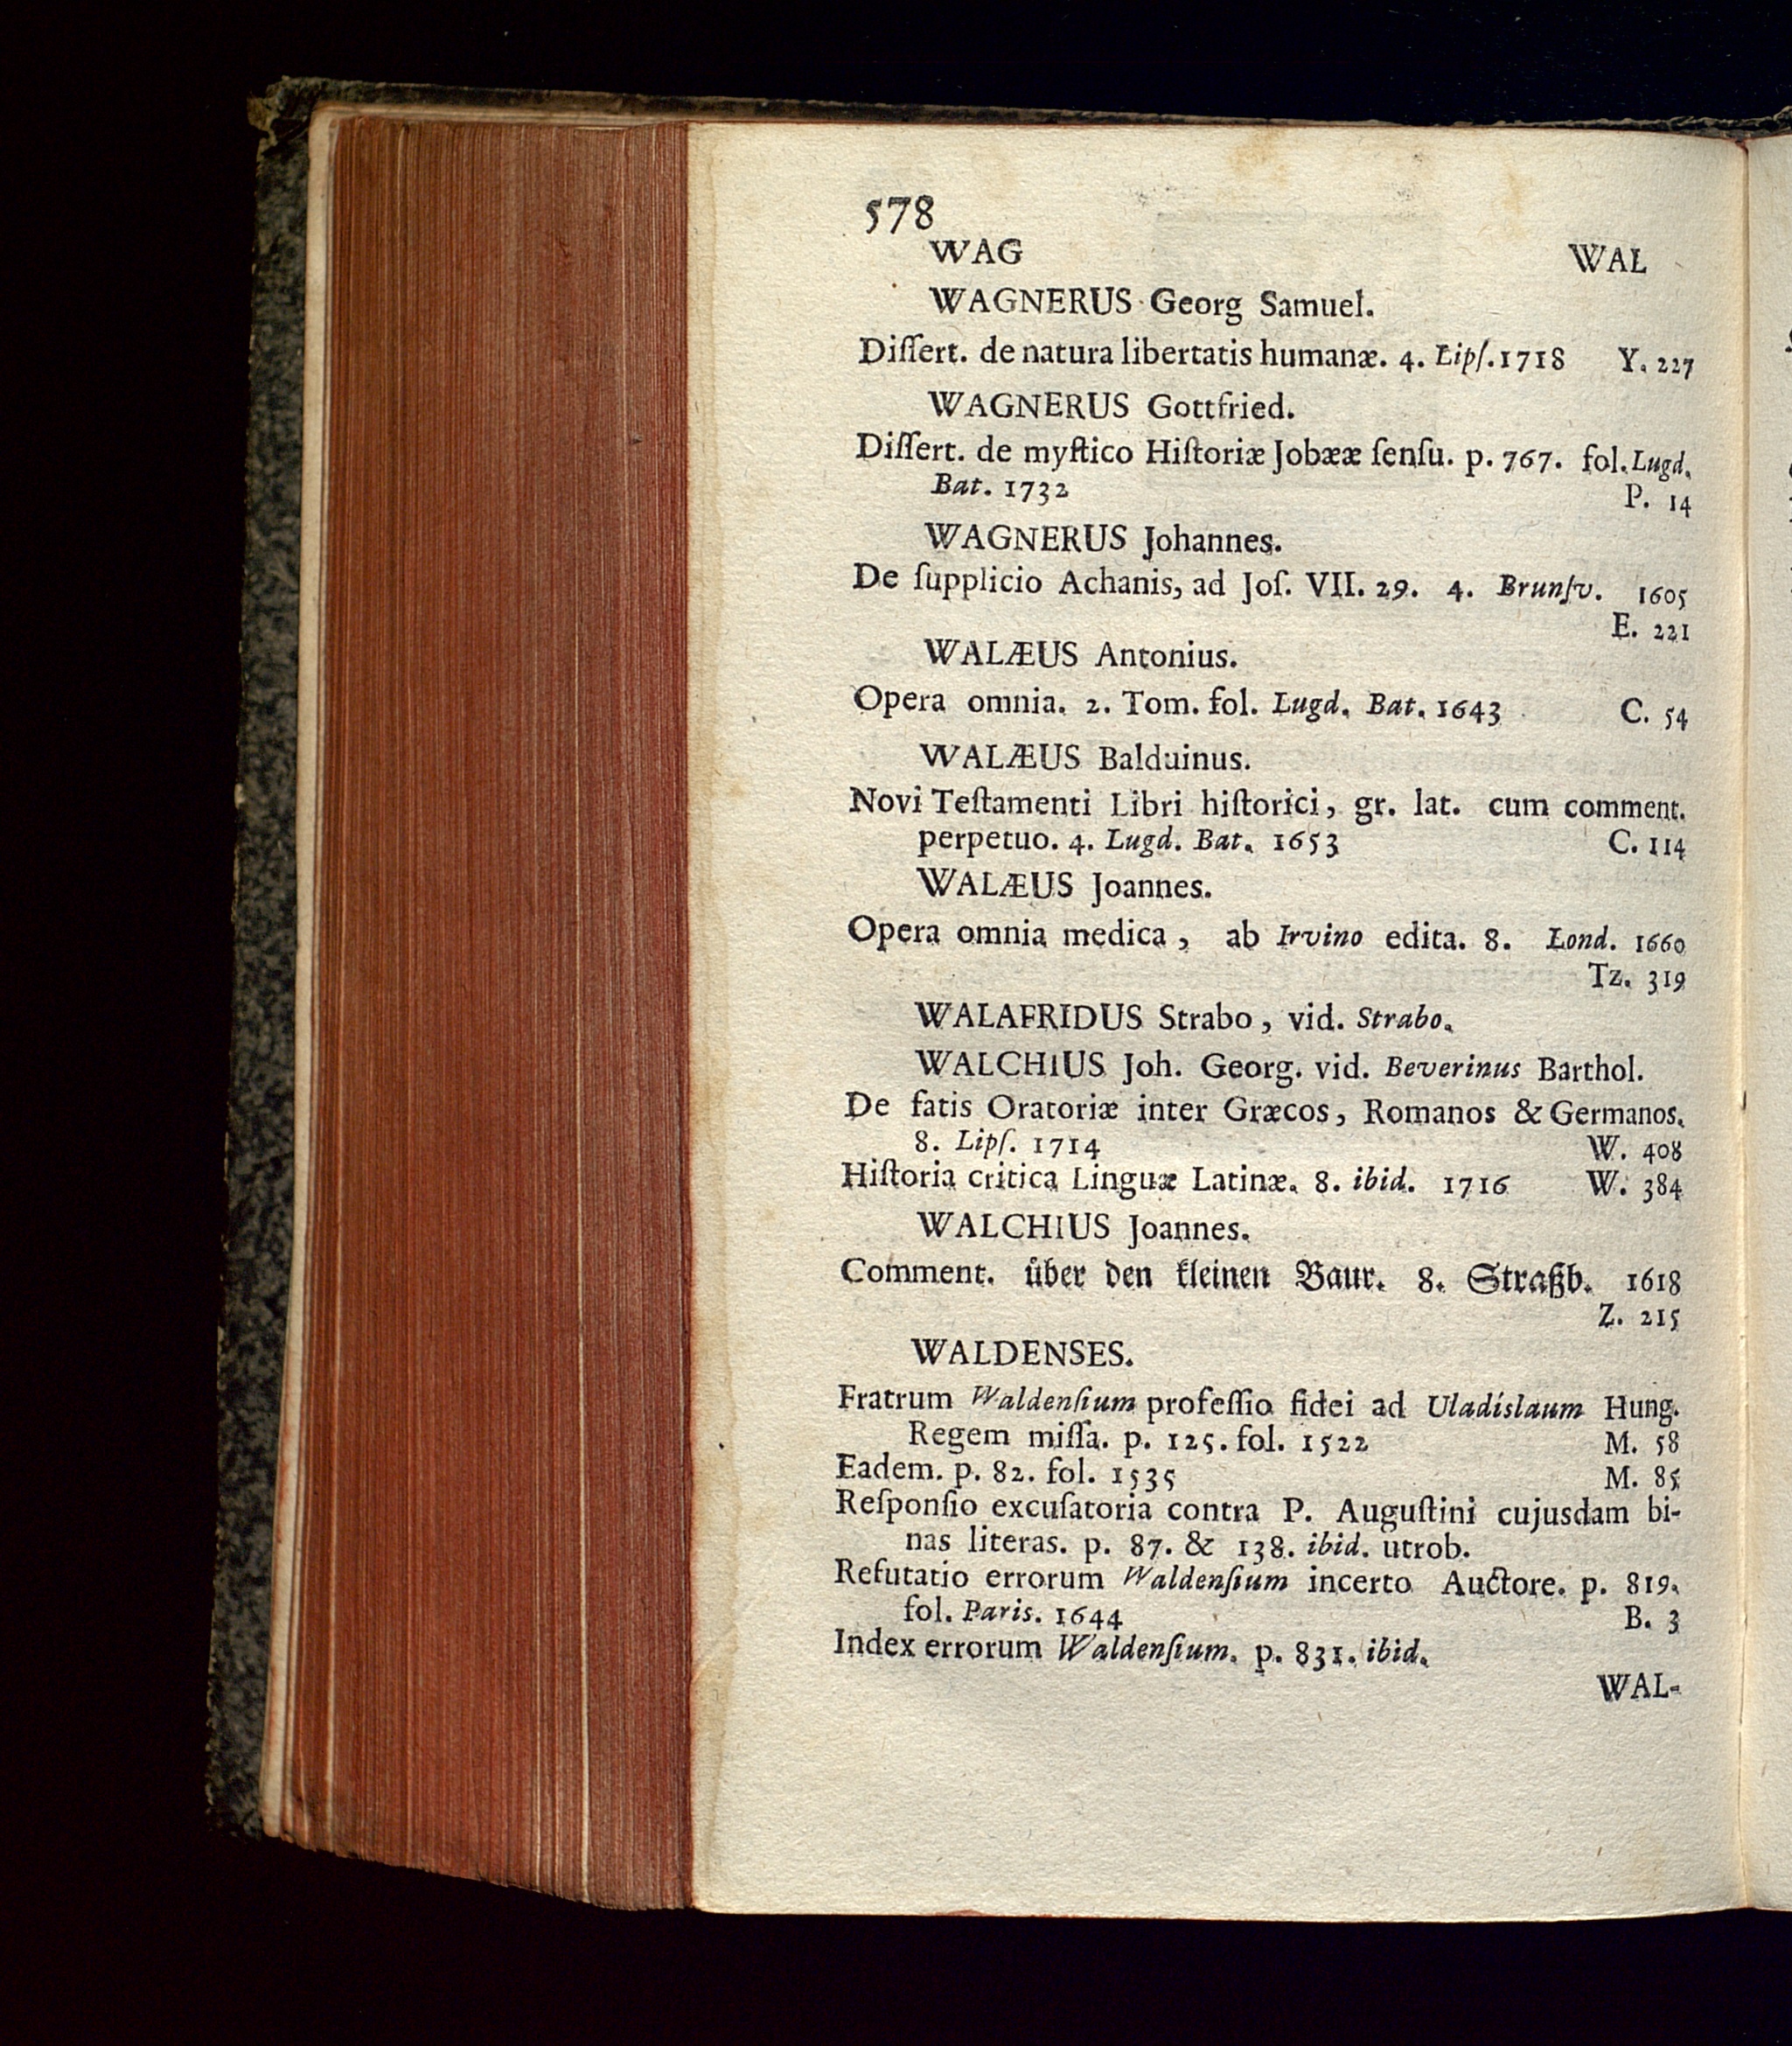 578
WAG WAL
WAGNERUS Georg Samuel.
Diſſert. de natura libertatis humanæ. 4. Lipſ. 1718 Y. 227
WAGNERUS Gottfried.
Diſſert. de myſtico Hiſtoriæ Jobææ ſenſu. p. 767. fol. Lugd.
Bat. 1732 P. 14
WAGNERUS Johannes.
De ſupplicio Achanis, ad Joſ. VII. 29. 4. Brunſv. 1605
E. 221
WALÆUS Antonius.
Opera omnia. 2. Tom. fol. Lugd. Bat. 1643 C. 54
WALÆUS Balduinus.
Novi Teſtamenti Libri hiſtorici, gr. lat. cum comment.
perpetuo. 4. Lugd. Bat. 1653 C. 114
WALÆUS Joannes.
Opera omnia medica, ab Irvino edita. 8. Lond. 1660
Tz. 319
WALAFRIDUS Strabo, vid. Strabo.
WALCHIUS Joh. Georg. vid. Beverinus Barthol.
De fatis Oratoriæ inter Græcos, Romanos & Germanos.
8. Lipſ. 1714 W. 408
Hiſtoria critica Linguæ Latinæ. 8. ibid. 1716 W. 384
WALCHIUS Joannes.
Comment. über den kleinen Baur. 8. Straßb. 1618
Z. 215
WALDENSES.
Fratrum Waldenſium profeſſio fidei ad Uladislaum Hung.
Regem miſſa. p. 125. fol. 1522 M. 58
Eadem. p. 82. fol. 1535 M. 85
Reſponſio excuſatoria contra P. Auguſtini cujusdam bi-
nas literas. p. 87. & 138. ibid. utrob.
Refutatio errorum Waldenſium incerto Auctore. p. 819.
fol. Paris. 1644 B. 3
Index errorum Waldenſium. p. 831. ibid.
WAL-